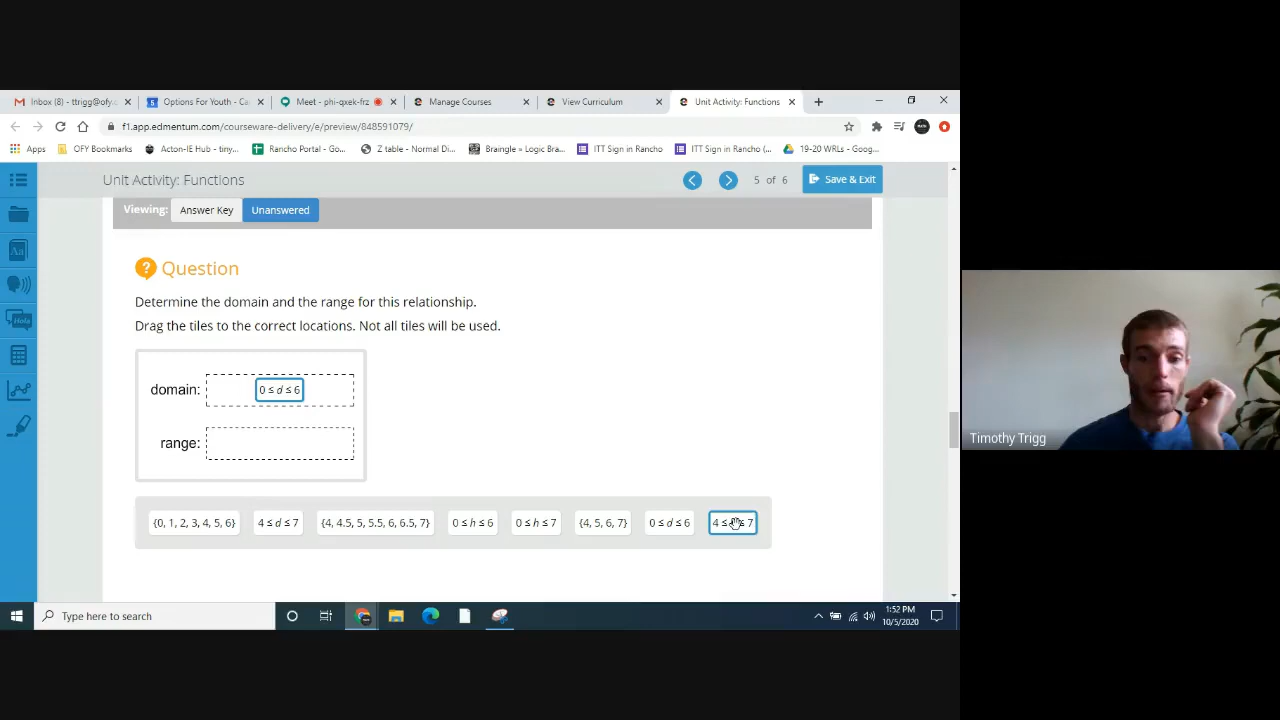 Inbox (8) - ttrigg@ofy.c
Options For Youth - Ca
Meet - phi-qxek-frz
Manage Courses
View Curriculum
Unit Activity: Functions
f1.app.edmentum.com/courseware-delivery/e/preview/848591079/
Apps
OFY Bookmarks
Acton-IE Hub - tiny...
Rancho Portal - Go...
Z table - Normal Di...
Braingle » Logic Bra...
ITT Sign in Rancho
ITT Sign in Rancho (...
19-20 WRLs - Goog...
Unit Activity: Functions
5 of 6
Save & Exit
Viewing:
Answer Key
Unanswered
? Question
Determine the domain and the range for this relationship.
Drag the tiles to the correct locations. Not all tiles will be used.
domain: 0 ≤ d ≤ 6
range:
{0, 1, 2, 3, 4, 5, 6}
4 ≤ d ≤ 7
{4, 4.5, 5, 5.5, 6, 6.5, 7}
0 ≤ h ≤ 6
0 ≤ h ≤ 7
{4, 5, 6, 7}
0 ≤ d ≤ 6
4 ≤ ≤ 7
Timothy Trigg
Type here to search
1:52 PM
10/5/2020